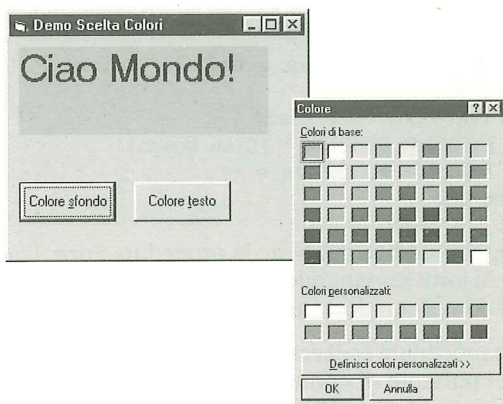 Demo Scelta Colori
Ciao Mondo!
Colore sfondo
Colore testo
Colore
Colori di base:
Colori personalizzati:
Definisci colori personalizzati >>
OK
Annulla